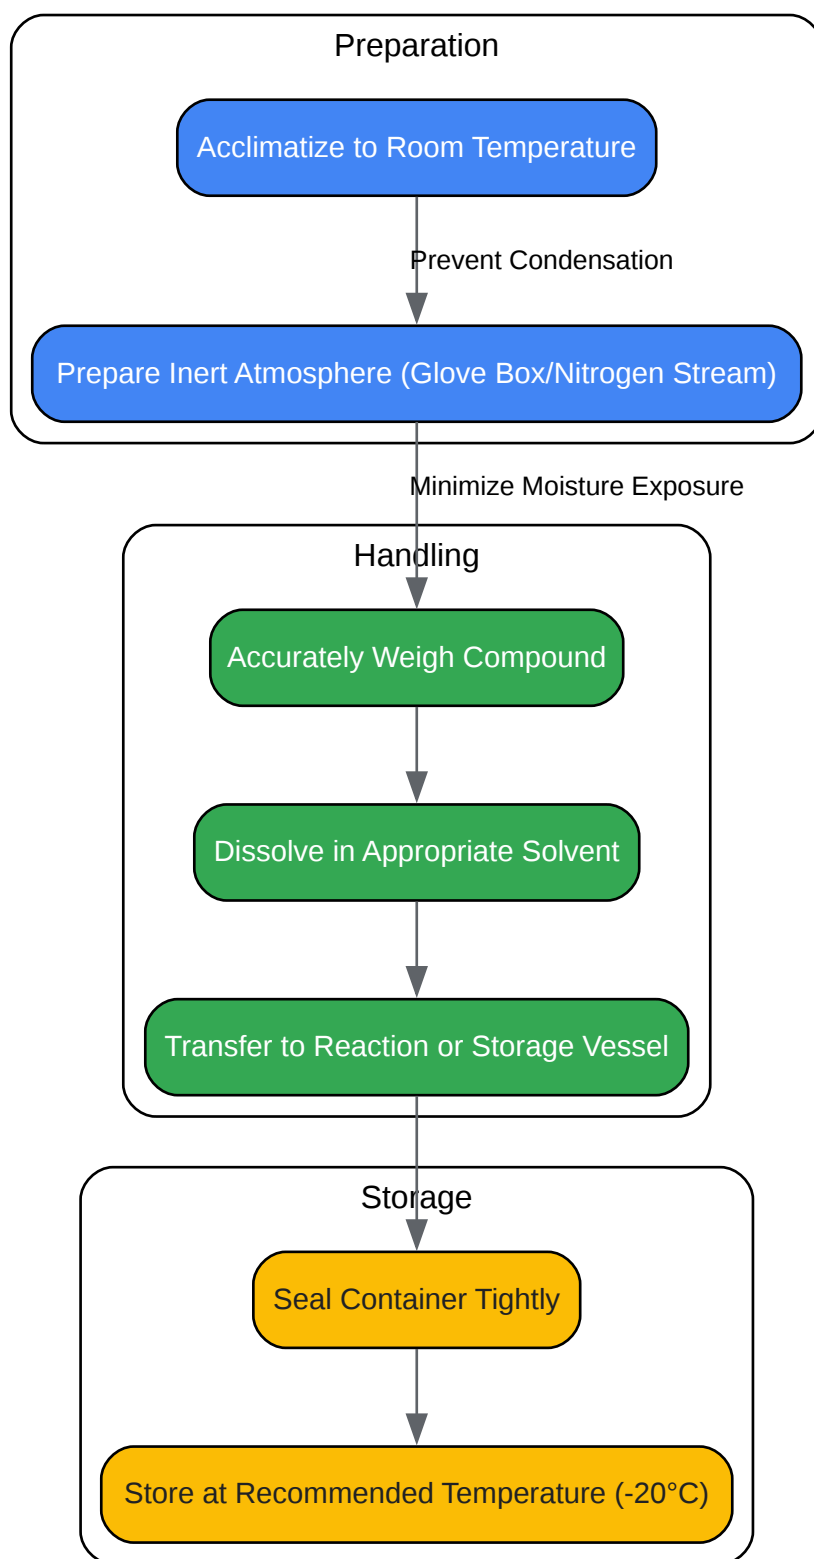 Preparation
Acclimatize to Room Temperature
Prevent Condensation
Prepare Inert Atmosphere (Glove Box/Nitrogen Stream)
Minimize Moisture Exposure
Handling
Accurately Weigh Compound
Dissolve in Appropriate Solvent
Transfer to Reaction or Storage Vessel
Storage
Seal Container Tightly
Store at Recommended Temperature (-20°C)